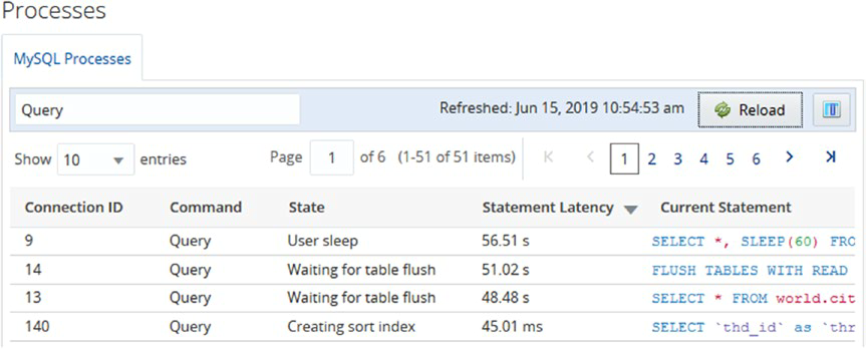 Processes
MySQL Processes
Query Refreshed: Jun 15, 2019 10:54:53 am Reload
Show 10 entries Page 1 of 6 (1-51 of 51 items) 1 2 3 4 5 6
Connection ID Command State Statement Latency Current Statement
9 Query User sleep 56.51 s SELECT *, SLEEP(60) FRO
14 Query Waiting for table flush 51.02 s FLUSH TABLES WITH READ
13 Query Waiting for table flush 48.48 s SELECT * FROM world.cit
140 Query Creating sort index 45.01 ms SELECT `thd_id` as `thr